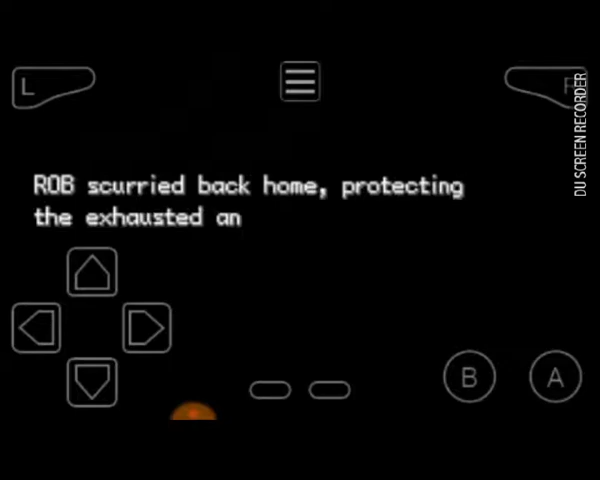 L
R
DU SCREEN RECORDER
ROB scurried back home, protecting
the exhausted an
B
A